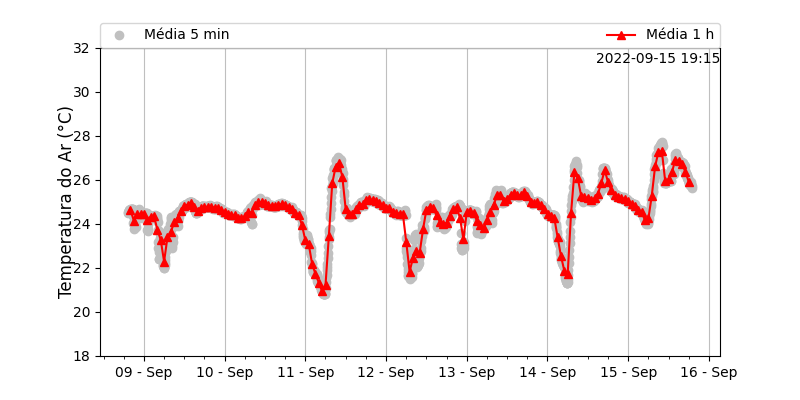 Média 5 min
Média 1 h
32
2022-09-15 19:15
30
28
26
24
22
20
18
Temperatura do Ar (°C)
09 - Sep
10 - Sep
11 - Sep
12 - Sep
13 - Sep
14 - Sep
15 - Sep
16 - Sep